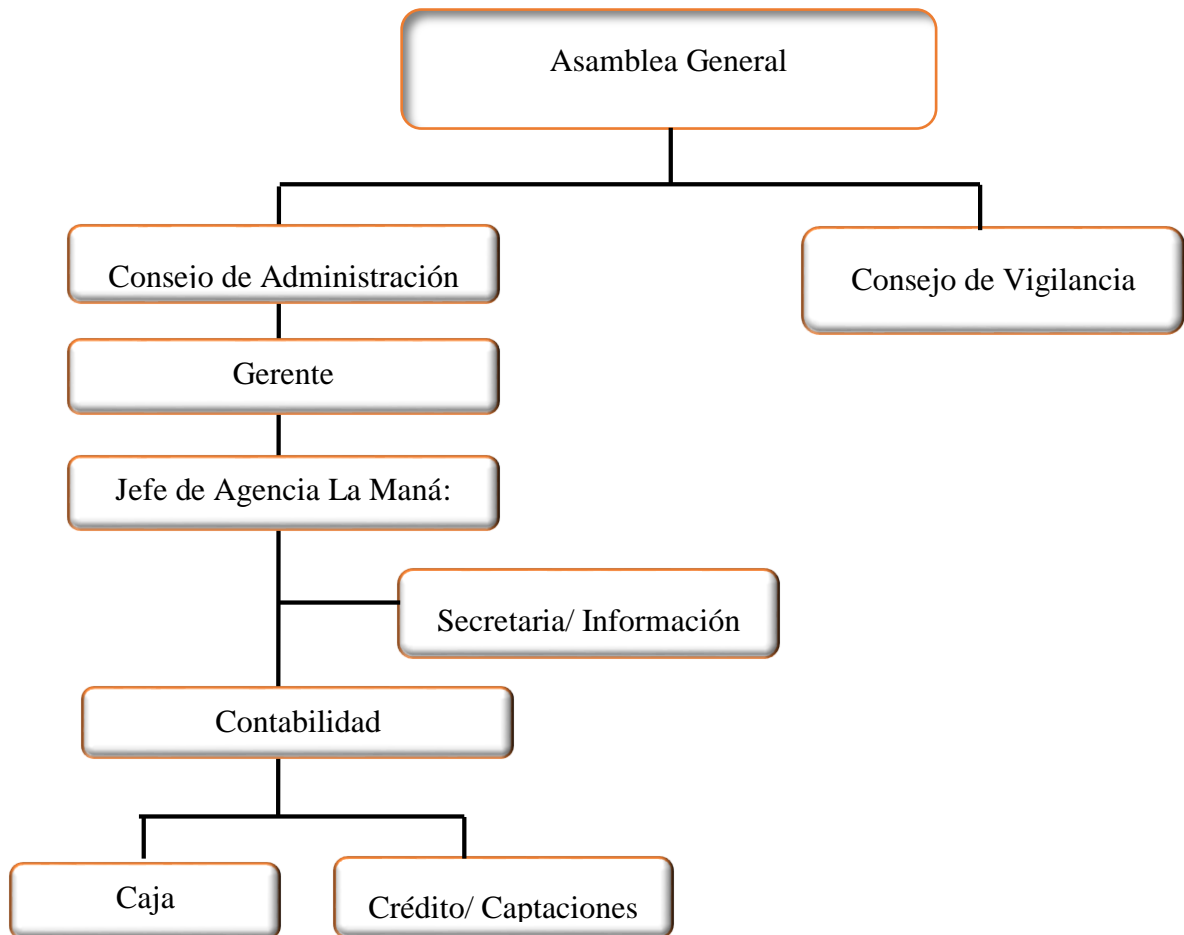 Asamblea General
Consejo de Administración
Consejo de Vigilancia
Gerente
Jefe de Agencia La Maná:
Secretaria/ Información
Contabilidad
Caja
Crédito/ Captaciones